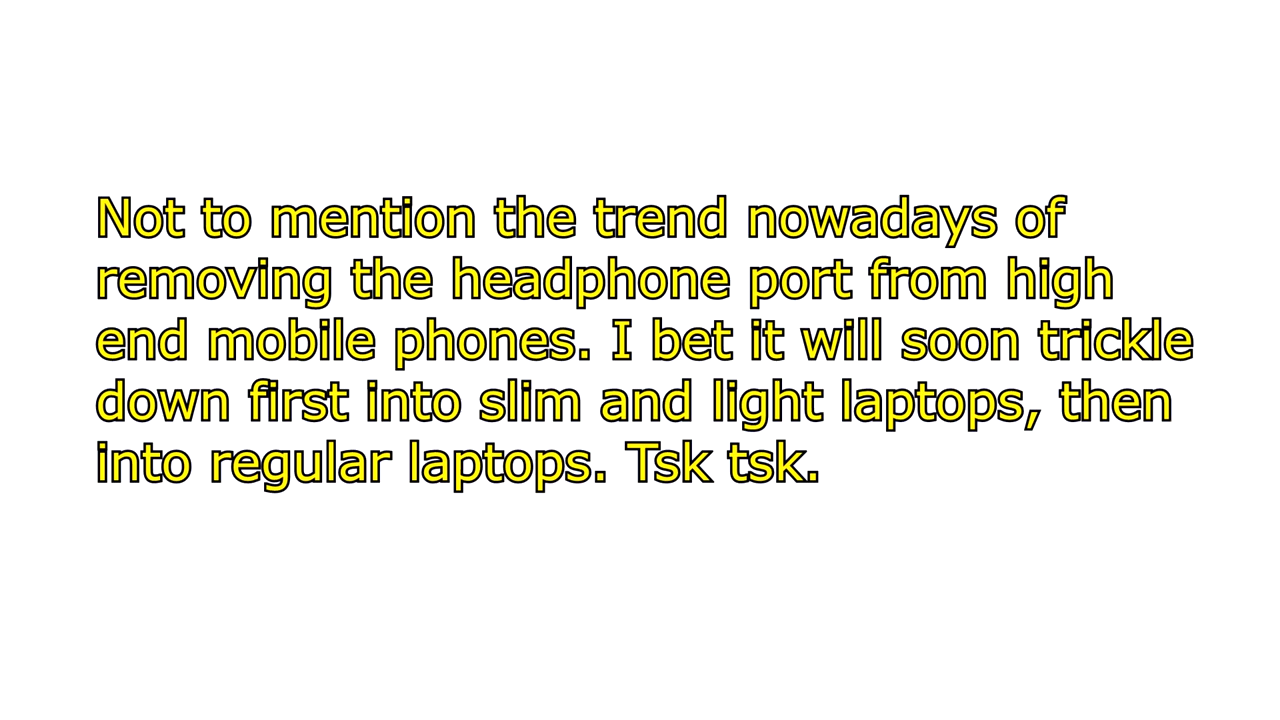 Not to mention the trend nowadays of
removing the headphone port from high
end mobile phones. I bet it will soon trickle
down first into slim and light laptops, then
into regular laptops. Tsk tsk.